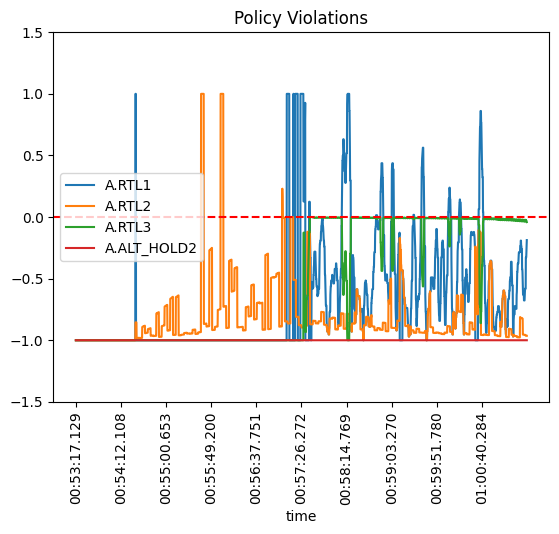 Policy Violations
1.5
1.0
0.5
0.0
−0.5
−1.0
−1.5
A.RTL1
A.RTL2
A.RTL3
A.ALT_HOLD2
00:53:17.129
00:54:12.108
00:55:00.653
00:55:49.200
00:56:37.751
00:57:26.272
00:58:14.769
00:59:03.270
00:59:51.780
01:00:40.284
time